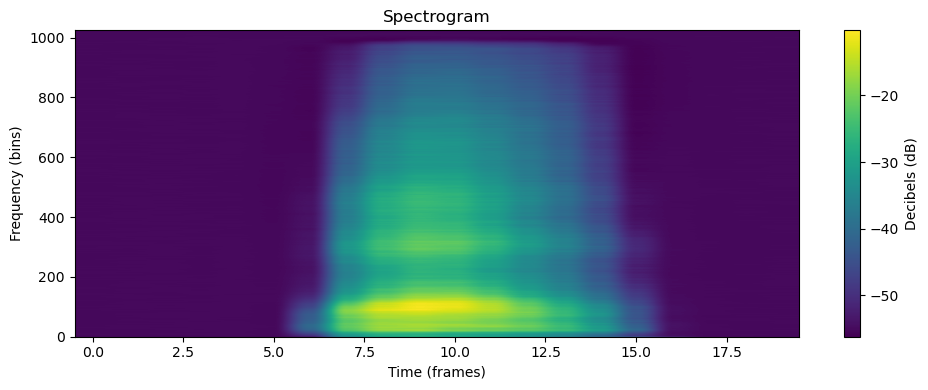 Spectrogram
1000
800
600
400
200
0
Frequency (bins)
0.0 2.5 5.0 7.5 10.0 12.5 15.0 17.5
Time (frames)
−20
−30
−40
−50
Decibels (dB)